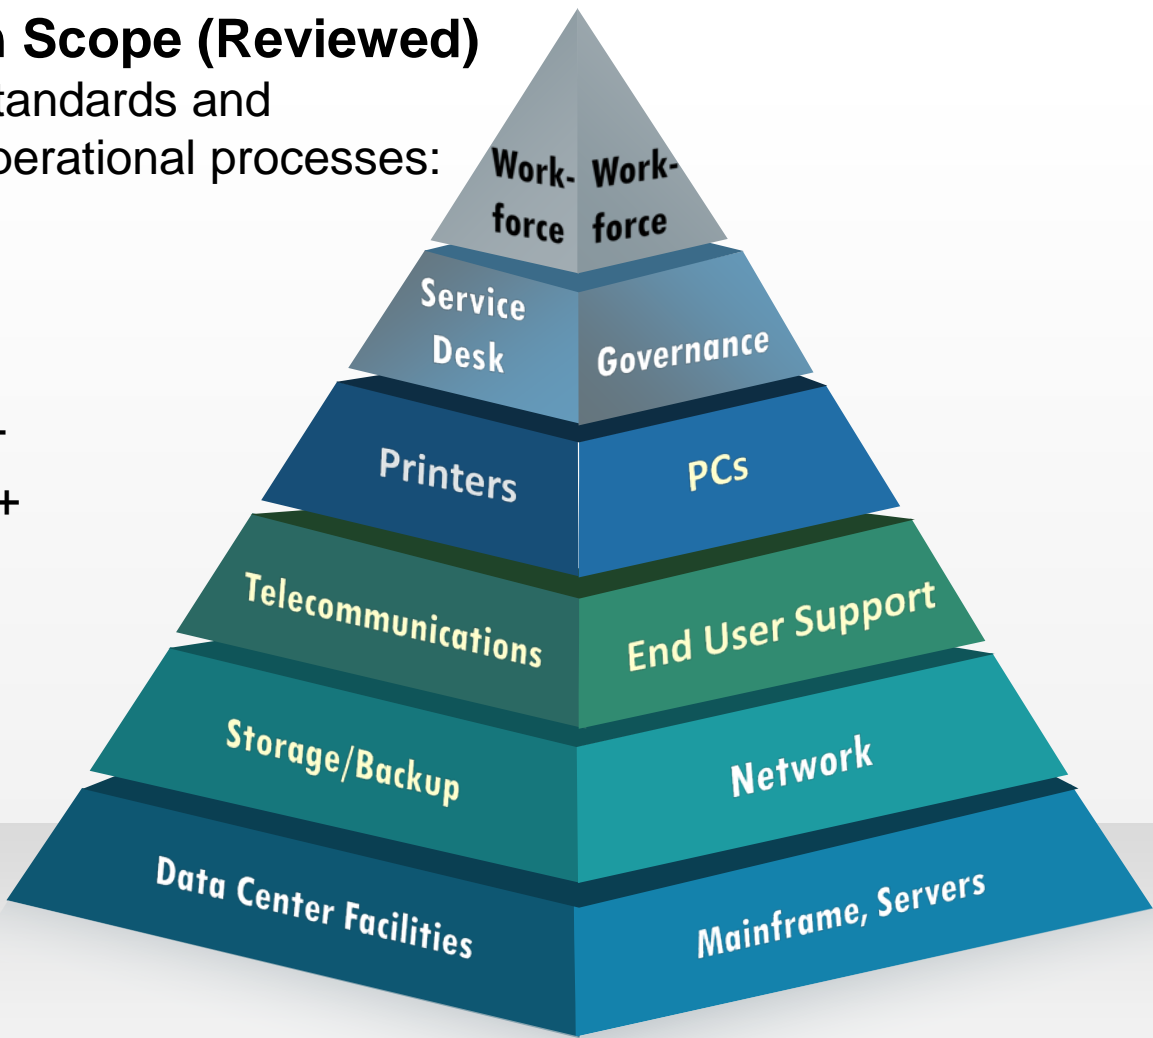 n Scope (Reviewed)
tandards and
perational processes:
Work-
force
Work-
force
Service
Desk
Governance
-
+
Printers
PCs
Telecommunications
End User Support
Storage/Backup
Network
Data Center Facilities
Mainframe, Servers